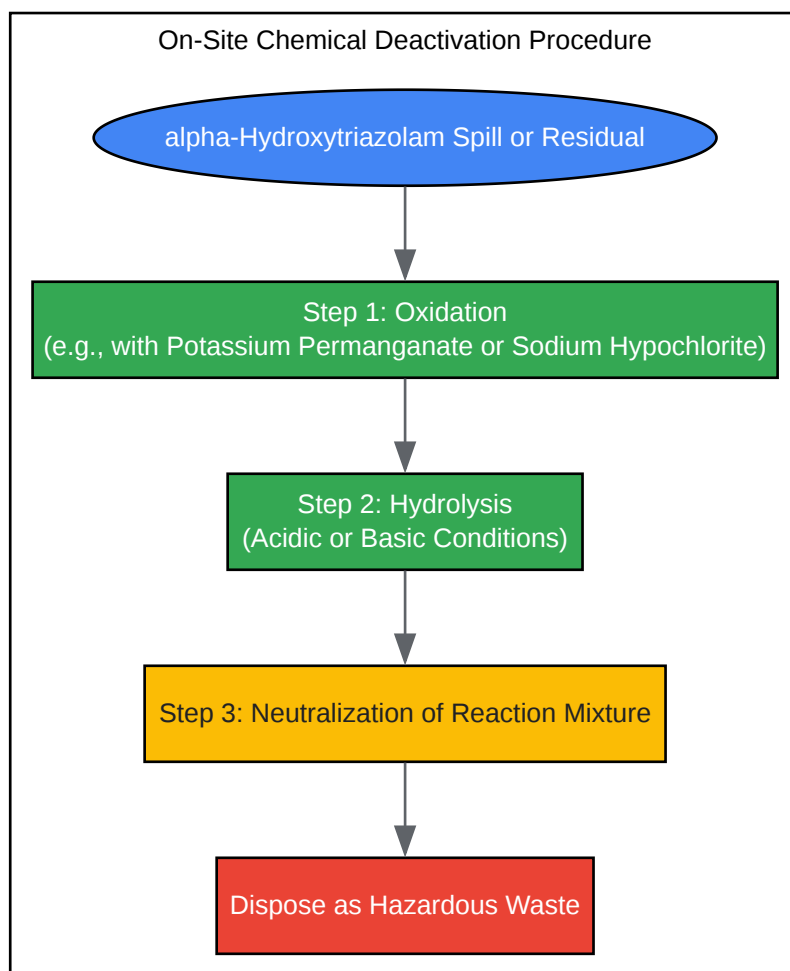 On-Site Chemical Deactivation Procedure
alpha-Hydroxytriazolam Spill or Residual
Step 1: Oxidation
(e.g., with Potassium Permanganate or Sodium Hypochlorite)
Step 2: Hydrolysis
(Acidic or Basic Conditions)
Step 3: Neutralization of Reaction Mixture
Dispose as Hazardous Waste